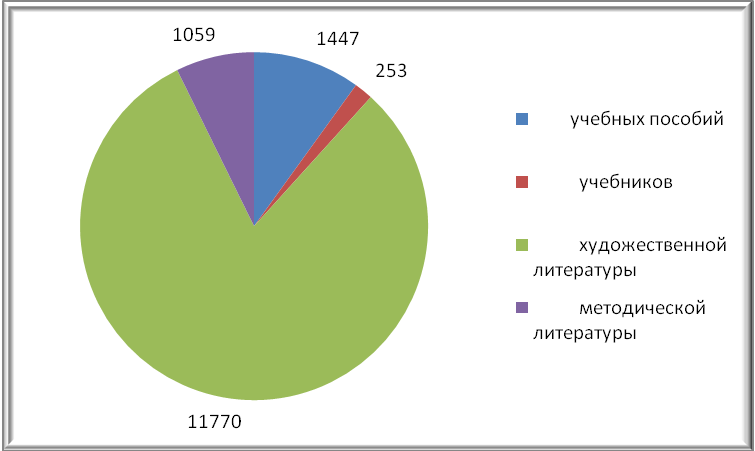 1059
1447
253
11770
учебных пособий
учебников
художественной
литературы
методической
литературы